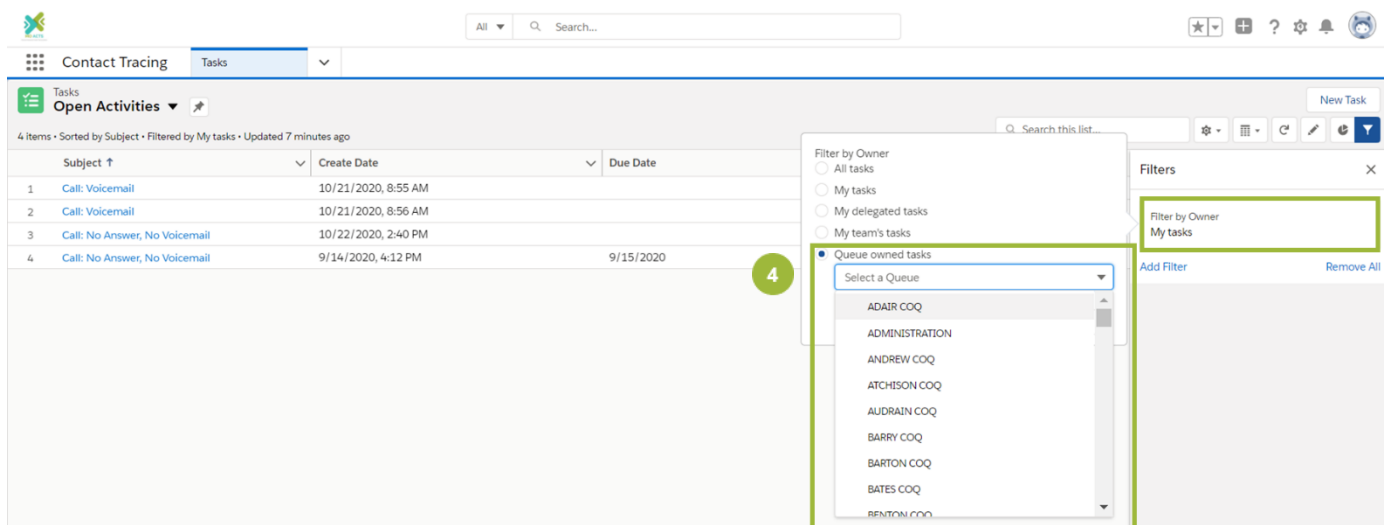 All
Search...
Contact Tracing
Tasks
Tasks
Open Activities
New Task
4 items • Sorted by Subject • Filtered by My tasks • Updated 7 minutes ago
Search this list...
Subject ↑
Create Date
Due Date
1 Call: Voicemail 10/21/2020, 8:55 AM
2 Call: Voicemail 10/21/2020, 8:56 AM
3 Call: No Answer, No Voicemail 10/22/2020, 2:40 PM
4 Call: No Answer, No Voicemail 9/14/2020, 4:12 PM 9/15/2020
Filter by Owner
All tasks
My tasks
My delegated tasks
My team's tasks
Queue owned tasks
4
Select a Queue
ADAIR COQ
ADMINISTRATION
ANDREW COQ
ATCHISON COQ
AUDRAIN COQ
BARRY COQ
BARTON COQ
BATES COQ
BENTON COQ
Filters
Filter by Owner
My tasks
Add Filter
Remove All